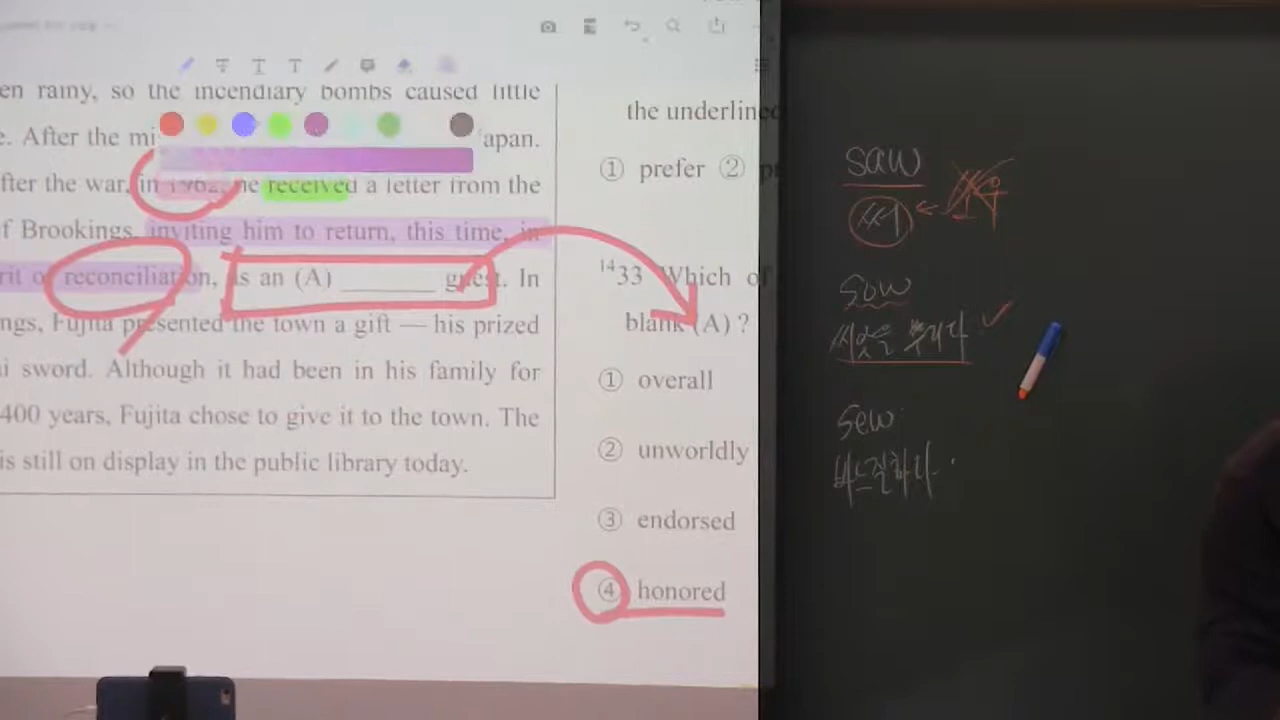 en rainy, so the incendiary bombs caused little
e. After the mi apan.
fter the war, in 1962, he received a letter from the
f Brookings, inviting him to return, this time, in
rit of reconciliation, as an (A) ________ guest. In
ngs, Fujita presented the town a gift — his prized
i sword. Although it had been in his family for
400 years, Fujita chose to give it to the town. The
is still on display in the public library today.
the underlined
① prefer ②
1433 Which of
blank (A) ?
① overall
② unworldly
③ endorsed
④ honored
saw
써
sow
씨앗을 뿌리다
sew
바느질하다